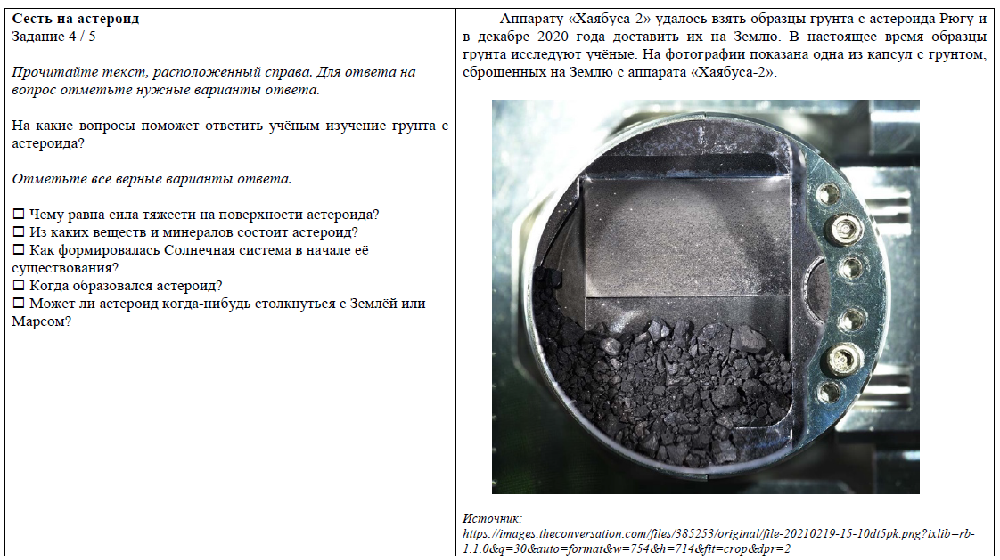 Сесть на астероид
Задание 4 / 5
Прочитайте текст, расположенный справа. Для ответа на
вопрос отметьте нужные варианты ответа.
На какие вопросы поможет ответить учёным изучение грунта с
астероида?
Отметьте все верные варианты ответа.
☐ Чему равна сила тяжести на поверхности астероида?
☐ Из каких веществ и минералов состоит астероид?
☐ Как формировалась Солнечная система в начале её
существования?
☐ Когда образовался астероид?
☐ Может ли астероид когда-нибудь столкнуться с Землёй или
Марсом?
Аппарату «Хаябуса-2» удалось взять образцы грунта с астероида Рюгу и
в декабре 2020 года доставить их на Землю. В настоящее время образцы
грунта исследуют учёные. На фотографии показана одна из капсул с грунтом,
сброшенных на Землю с аппарата «Хаябуса-2».
Источник:
https://images.theconversation.com/files/385253/original/file-20210219-15-10dt5pk.png?ixlib=rb-
1.1.0&q=30&auto=format&w=754&h=714&fit=crop&dpr=2